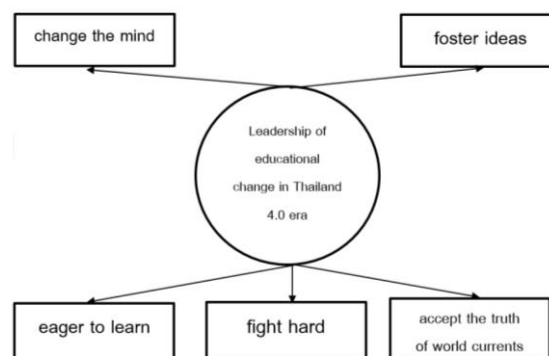 change the mind
foster ideas
Leadership of
educational
change in Thailand
4.0 era
eager to learn
fight hard
accept the truth
of world currents